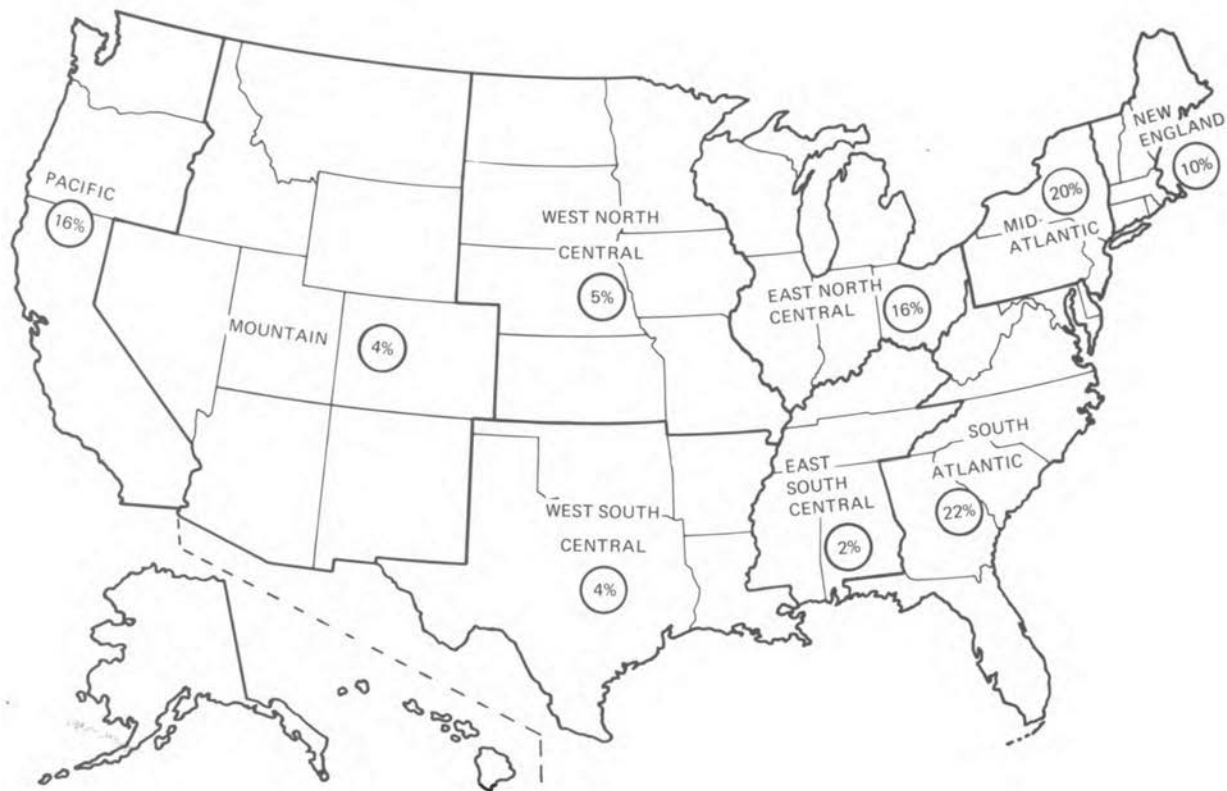 PACIFIC
16%
MOUNTAIN
4%
WEST NORTH
CENTRAL
5%
WEST SOUTH
CENTRAL
4%
EAST NORTH
CENTRAL
16%
EAST
SOUTH
CENTRAL
2%
SOUTH
ATLANTIC
22%
20%
MID-
ATLANTIC
NEW
ENGLAND
10%